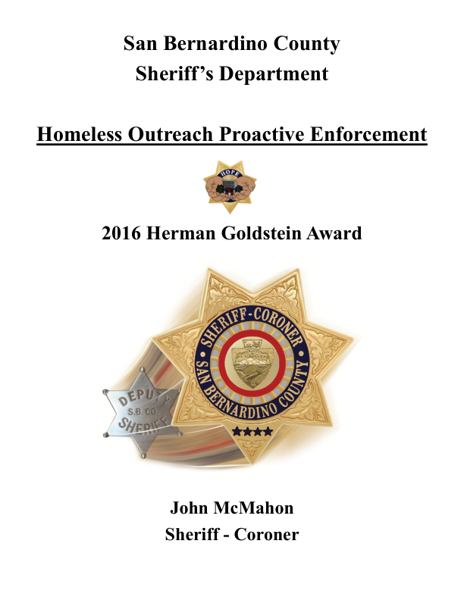 San Bernardino County
Sheriff's Department
Homeless Outreach Proactive Enforcement
HOPE
2016 Herman Goldstein Award
SHERIFF-CORONER
SAN BERNARDINO COUNTY
DEPUTY
S.B. CO.
SHERIFF
John McMahon
Sheriff - Coroner